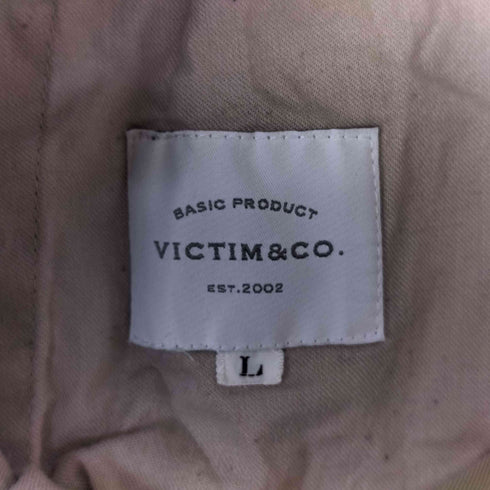 BASIC PRODUCT
VICTIM&CO.
EST.2002
L